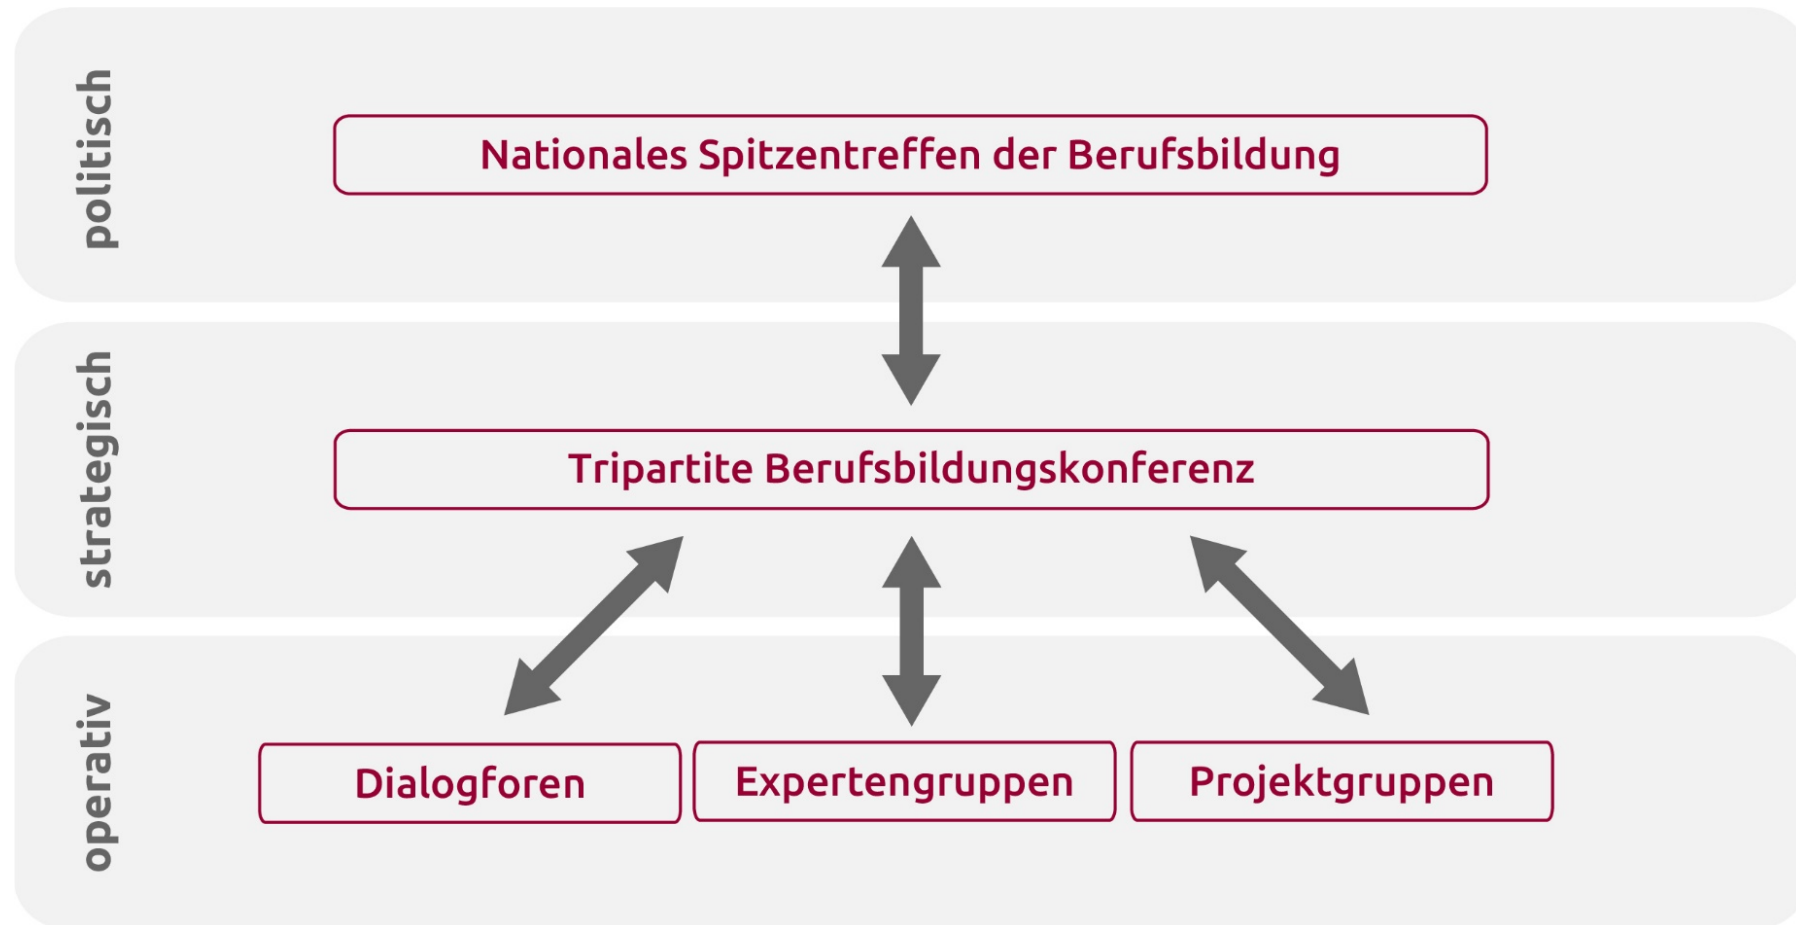 politisch
Nationales Spitzentreffen der Berufsbildung
strategisch
Tripartite Berufsbildungskonferenz
operativ
Dialogforen
Expertengruppen
Projektgruppen